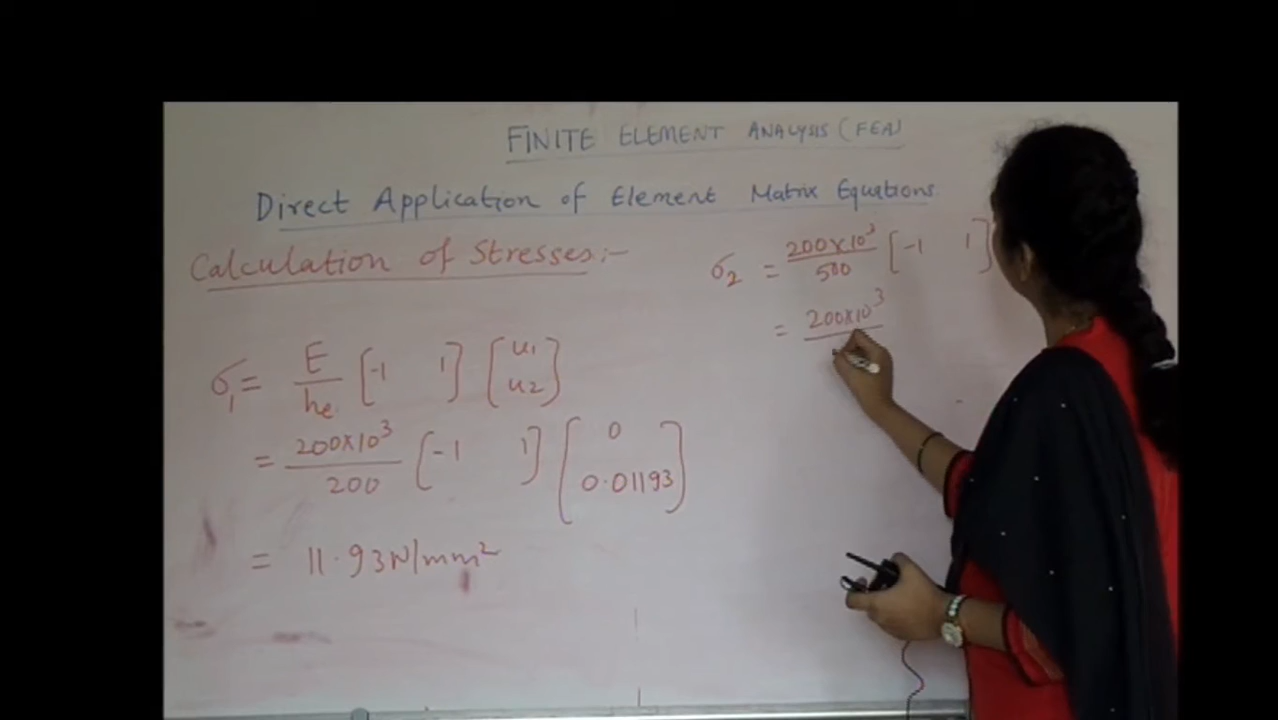 FINITE ELEMENT ANALYSIS (FEA)
Direct Application of Element Matrix Equations
Calculation of Stresses:-
σ₁ = E/he [-1 1] [u1 u2]
= 200×10³/200 [-1 1] [0 0.01193]
= 11.93N/mm²
σ₂ = 200×10³/500 [-1 1]
= 200×10³